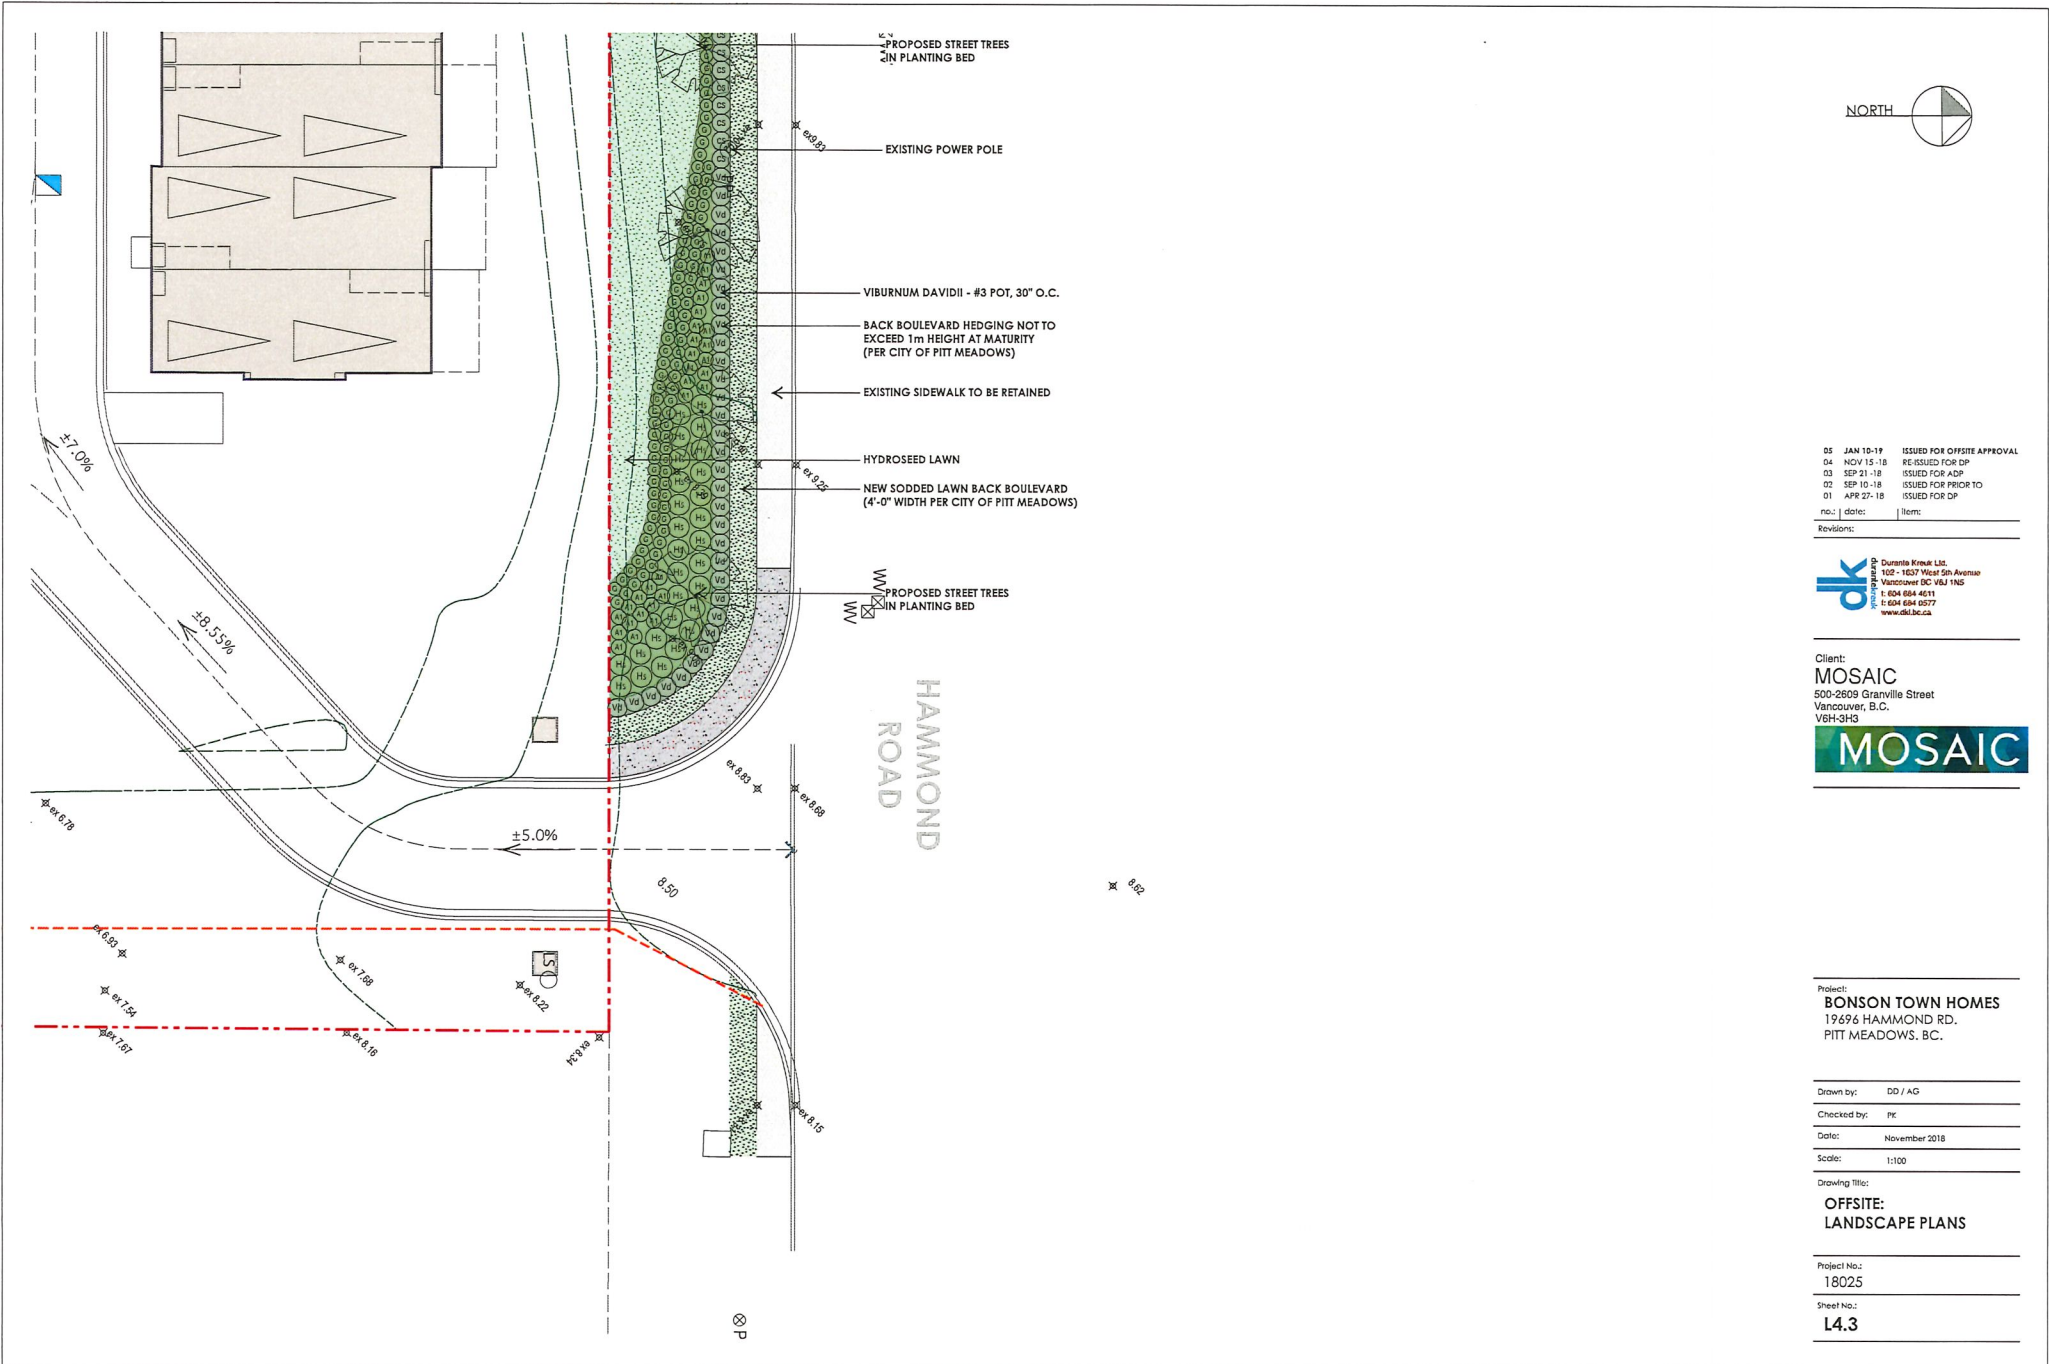 PROPOSED STREET TREES
IN PLANTING BED
EXISTING POWER POLE
VIBURNUM DAVIDII - #3 POT, 30" O.C.
BACK BOULEVARD HEDGING NOT TO
EXCEED 1m HEIGHT AT MATURITY
(PER CITY OF PITT MEADOWS)
EXISTING SIDEWALK TO BE RETAINED
HYDROSEED LAWN
NEW SODDED LAWN BACK BOULEVARD
(4'-0" WIDTH PER CITY OF PITT MEADOWS)
PROPOSED STREET TREES
IN PLANTING BED
HAMMOND
ROAD
ex9.83
ex 9.25
±7.0%
±8.55%
±5.0%
ex 8.83
ex 8.68
ex 6.78
8.50
8.62
ex 6.93
ex 7.54
ex 7.67
ex 7.68
ex 8.16
ex 8.22
ex 8.34
ex 8.15
LS
P
NORTH
05 JAN 10-19 ISSUED FOR OFFSITE APPROVAL
04 NOV 15 -18 RE-ISSUED FOR DP
03 SEP 21 -18 ISSUED FOR ADP
02 SEP 10 -18 ISSUED FOR PRIOR TO
01 APR 27- 18 ISSUED FOR DP
no.: date: item:
Revisions:
dk
durantekreuk
Durante Kreuk Ltd.
102 - 1637 West 5th Avenue
Vancouver BC V6J 1N5
t: 604 684 4611
f: 604 684 0577
www.dkl.bc.ca
Client:
MOSAIC
500-2609 Granville Street
Vancouver, B.C.
V6H-3H3
MOSAIC
Project:
BONSON TOWN HOMES
19696 HAMMOND RD.
PITT MEADOWS. BC.
Drawn by: DD / AG
Checked by: PK
Date: November 2018
Scale: 1:100
Drawing Title:
OFFSITE:
LANDSCAPE PLANS
Project No.:
18025
Sheet No.:
L4.3